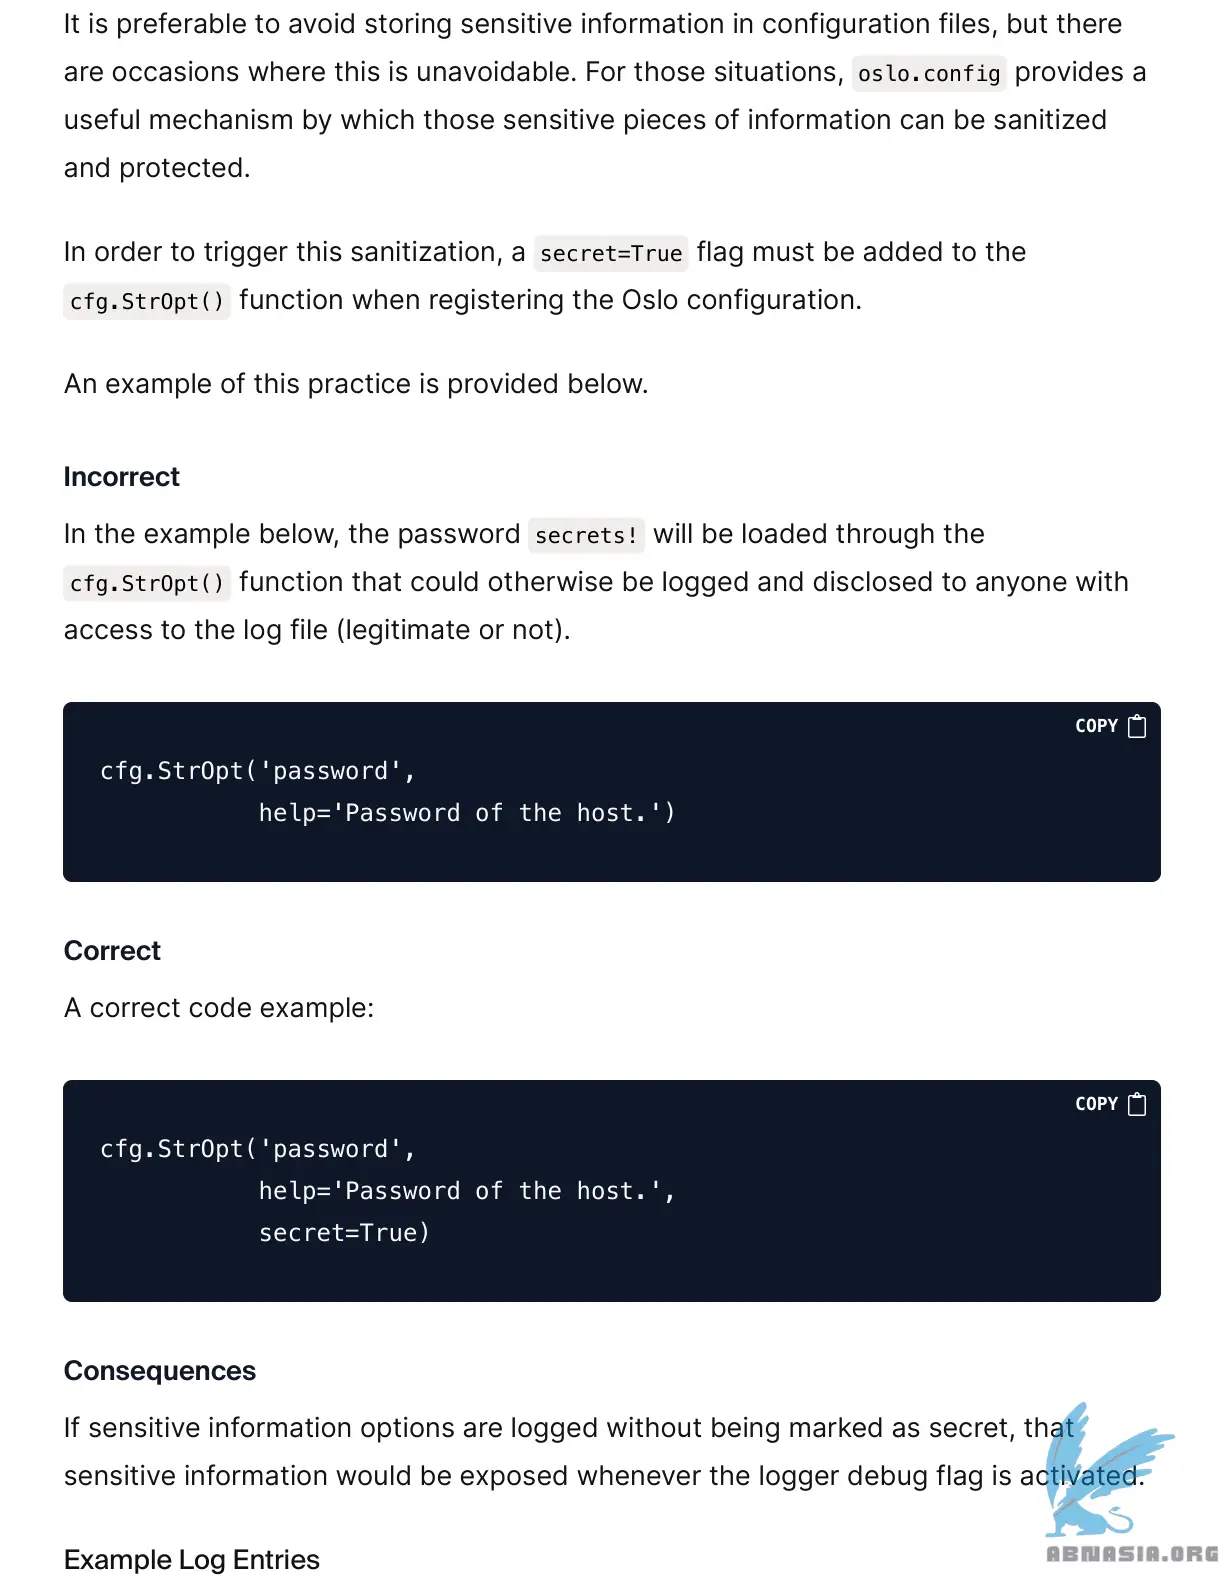 It is preferable to avoid storing sensitive information in configuration files, but there
are occasions where this is unavoidable. For those situations, oslo.config provides a
useful mechanism by which those sensitive pieces of information can be sanitized
and protected.
In order to trigger this sanitization, a secret=True flag must be added to the
cfg.StrOpt() function when registering the Oslo configuration.
An example of this practice is provided below.
Incorrect
In the example below, the password secrets! will be loaded through the
cfg.StrOpt() function that could otherwise be logged and disclosed to anyone with
access to the log file (legitimate or not).
COPY
cfg.StrOpt('password',
           help='Password of the host.')
Correct
A correct code example:
COPY
cfg.StrOpt('password',
           help='Password of the host.',
           secret=True)
Consequences
If sensitive information options are logged without being marked as secret, that
sensitive information would be exposed whenever the logger debug flag is activated.
Example Log Entries
ABNASIA.ORG